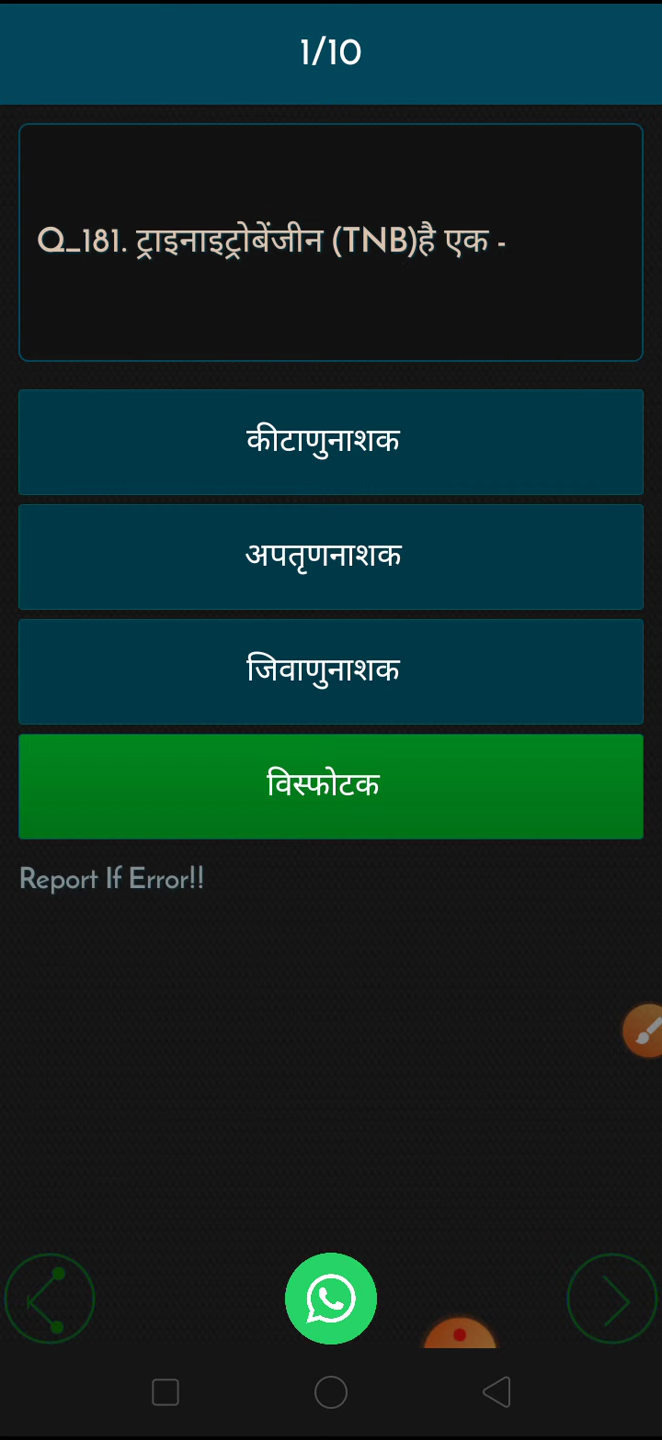 1/10
Q_181. ट्राइनाइट्रोबेंजीन (TNB)है एक -
कीटाणुनाशक
अपतृणनाशक
जिवाणुनाशक
विस्फोटक
Report If Error!!